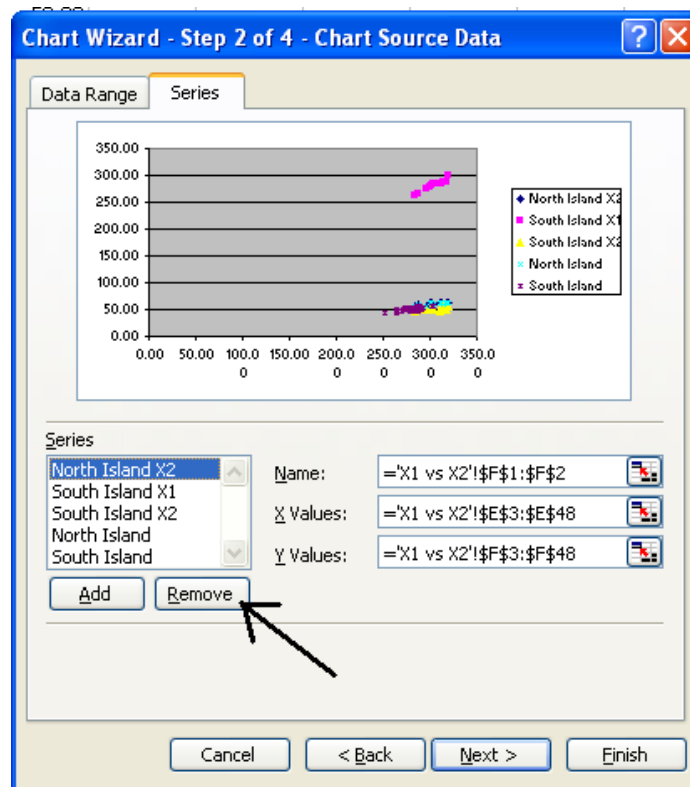 Chart Wizard - Step 2 of 4 - Chart Source Data
Data Range Series
350.00
300.00
250.00
200.00
150.00
100.00
50.00
0.00
0.00 50.00 100.0 150.00 200.0 250.0 300.0 350.0
0 0 0 0 0
North Island X2
South Island X1
South Island X2
North Island
South Island
Series
North Island X2
South Island X1
South Island X2
North Island
South Island
Name: ='X1 vs X2'!$F$1:$F$2
X Values: ='X1 vs X2'!$E$3:$E$48
Y Values: ='X1 vs X2'!$F$3:$F$48
Add Remove
Cancel < Back Next > Finish